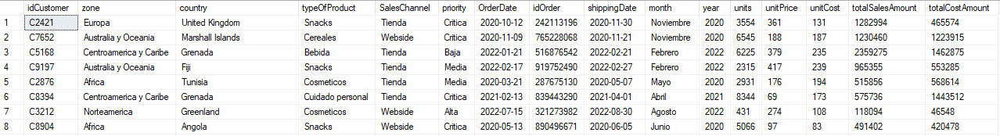 idCustomer zone country typeOfProduct SalesChannel priority OrderDate idOrder shippingDate month year units unitPrice unitCost totalSalesAmount totalCostAmount
1 C2421 Europa United Kingdom Snacks Tienda Critica 2020-10-12 242113196 2020-11-30 Noviembre 2020 3554 361 131 1282994 465574
2 C7652 Australia y Oceania Marshall Islands Cereales Webside Critica 2020-11-09 765228068 2020-11-21 Noviembre 2020 6545 188 187 1230460 1223915
3 C5168 Centroamerica y Caribe Grenada Bebida Tienda Baja 2022-01-21 516876542 2022-02-21 Febrero 2022 6225 379 235 2359275 1462875
4 C9197 Australia y Oceania Fiji Snacks Tienda Media 2022-02-17 919752490 2022-02-27 Febrero 2022 2315 417 239 965355 553285
5 C2876 Africa Tunisia Cosmeticos Tienda Media 2020-03-21 287675130 2020-05-07 Mayo 2020 2931 176 194 515856 568614
6 C8394 Centroamerica y Caribe Grenada Cuidado personal Tienda Critica 2021-02-13 839443290 2021-04-01 Abril 2021 8344 69 173 575736 1443512
7 C3212 Norteamerica Greenland Cosmeticos Webside Alta 2022-07-15 321273982 2022-08-30 Agosto 2022 431 274 108 118094 46548
8 C8904 Africa Angola Snacks Webside Critica 2020-05-13 890496671 2020-06-05 Junio 2020 5066 97 83 491402 420478